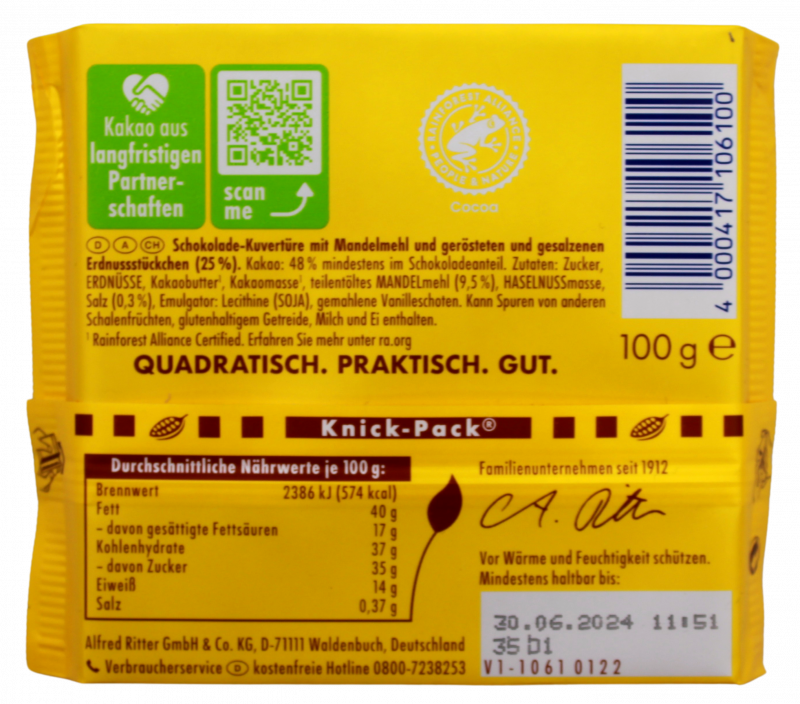 Kakao aus
langfristigen
Partner-
schaften
scan
me
RAINFOREST ALLIANCE
PEOPLE & NATURE
Cocoa
4 000417 106100
D A CH Schokolade-Kuvertüre mit Mandelmehl und gerösteten und gesalzenen
Erdnussstückchen (25 %). Kakao: 48 % mindestens im Schokoladeanteil. Zutaten: Zucker,
ERDNÜSSE, Kakaobutter¹, Kakaomasse¹, teilentöltes MANDELmehl (9,5 %), HASELNUSSmasse,
Salz (0,3 %), Emulgator: Lecithine (SOJA), gemahlene Vanilleschoten. Kann Spuren von anderen
Schalenfrüchten, glutenhaltigem Getreide, Milch und Ei enthalten.
¹ Rainforest Alliance Certified. Erfahren Sie mehr unter ra.org
100 g e
QUADRATISCH. PRAKTISCH. GUT.
Knick-Pack®
Durchschnittliche Nährwerte je 100 g:
Brennwert 2386 kJ (574 kcal)
Fett 40 g
– davon gesättigte Fettsäuren 17 g
Kohlenhydrate 37 g
– davon Zucker 35 g
Eiweiß 14 g
Salz 0,37 g
Familienunternehmen seit 1912
Vor Wärme und Feuchtigkeit schützen.
Mindestens haltbar bis:
30.06.2024 11:51
35 b1
V1-1061 0122
Alfred Ritter GmbH & Co. KG, D-71111 Waldenbuch, Deutschland
Verbraucherservice D kostenfreie Hotline 0800-7238253